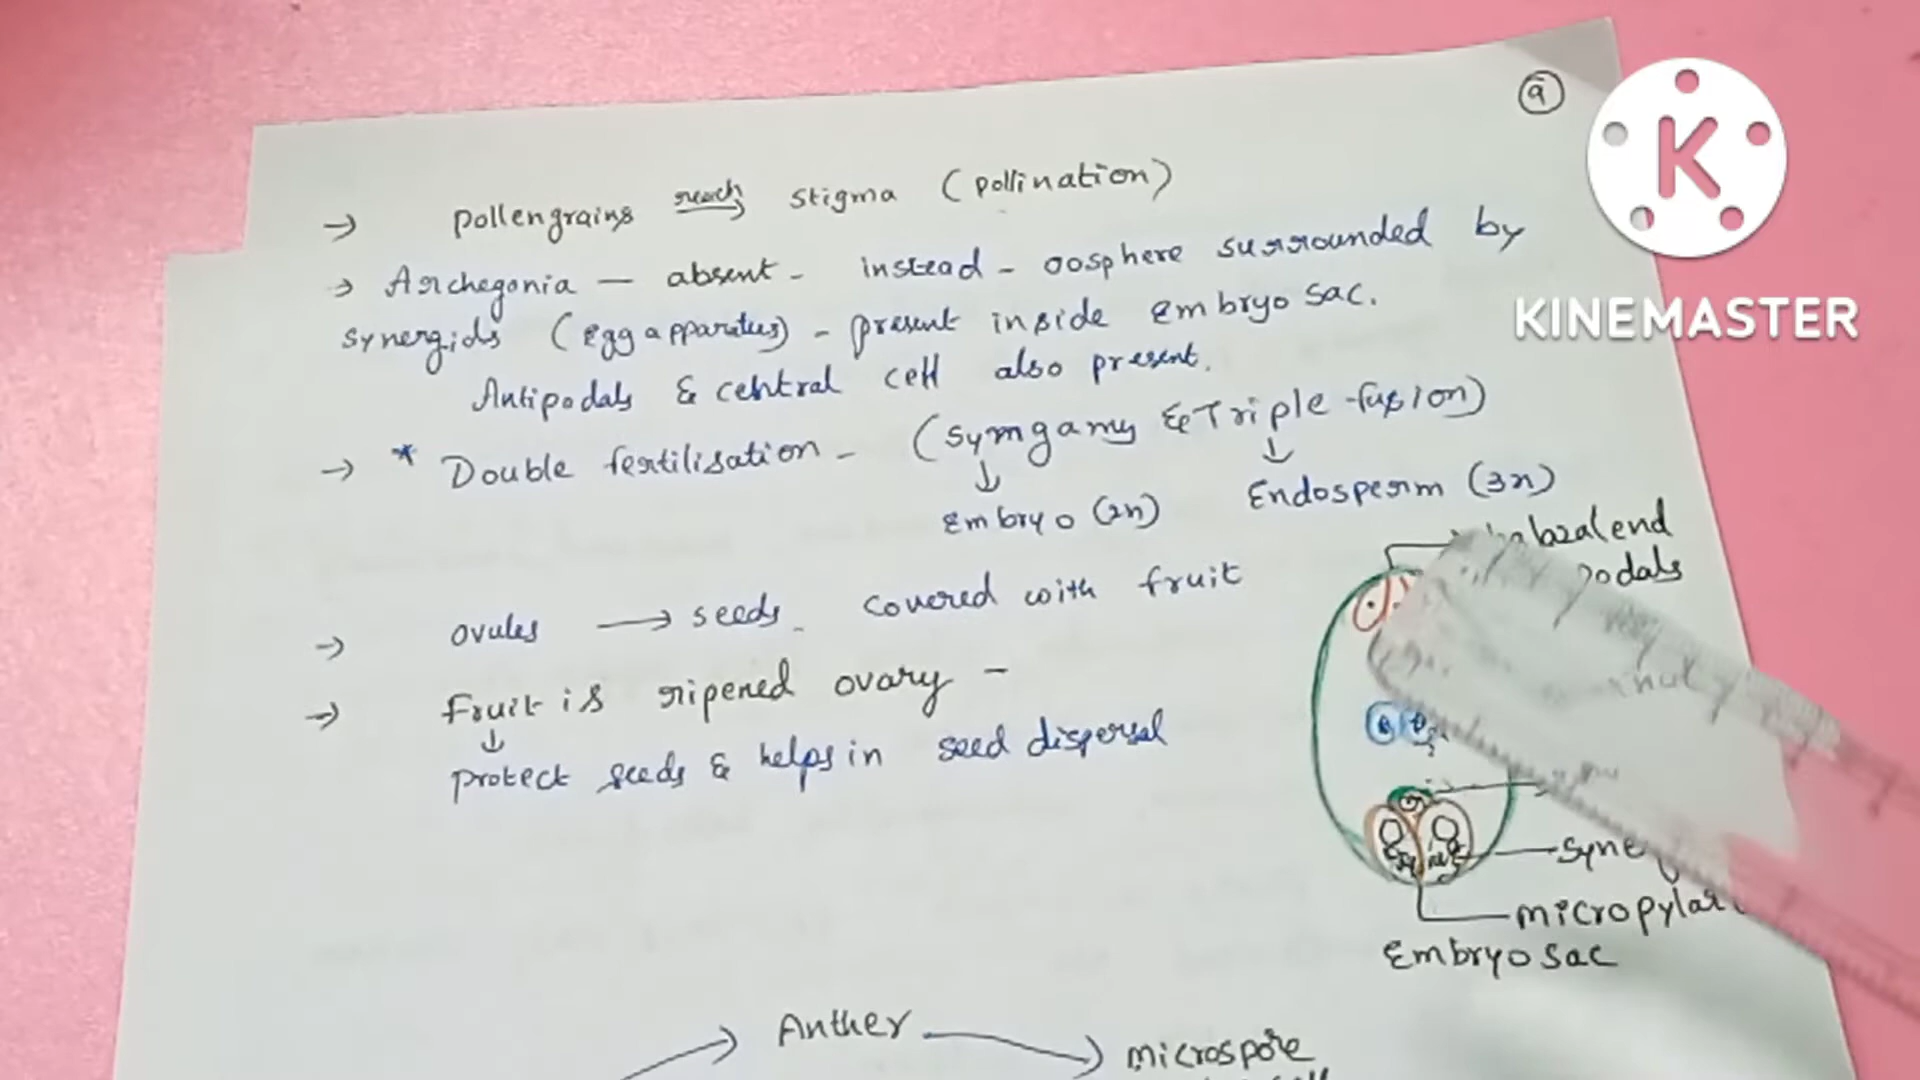 9
→ pollengrains reach stigma (pollination)
→ Archegonia — absent - instead - oosphere surrounded by
synergids (egg apparatus) - present inside embryo sac.
Antipodals & central cell also present.
→ * Double fertilisation - (symgamy & Triple-fusion)
↓ ↓
Embryo (2n) Endosperm (3n)
end
→ ovules → seeds covered with fruit
→ Fruit is ripened ovary -
↓
protect seeds & helps in seed dispersal
micropylar
Embryo sac
Anther → microspore
K
KINEMASTER